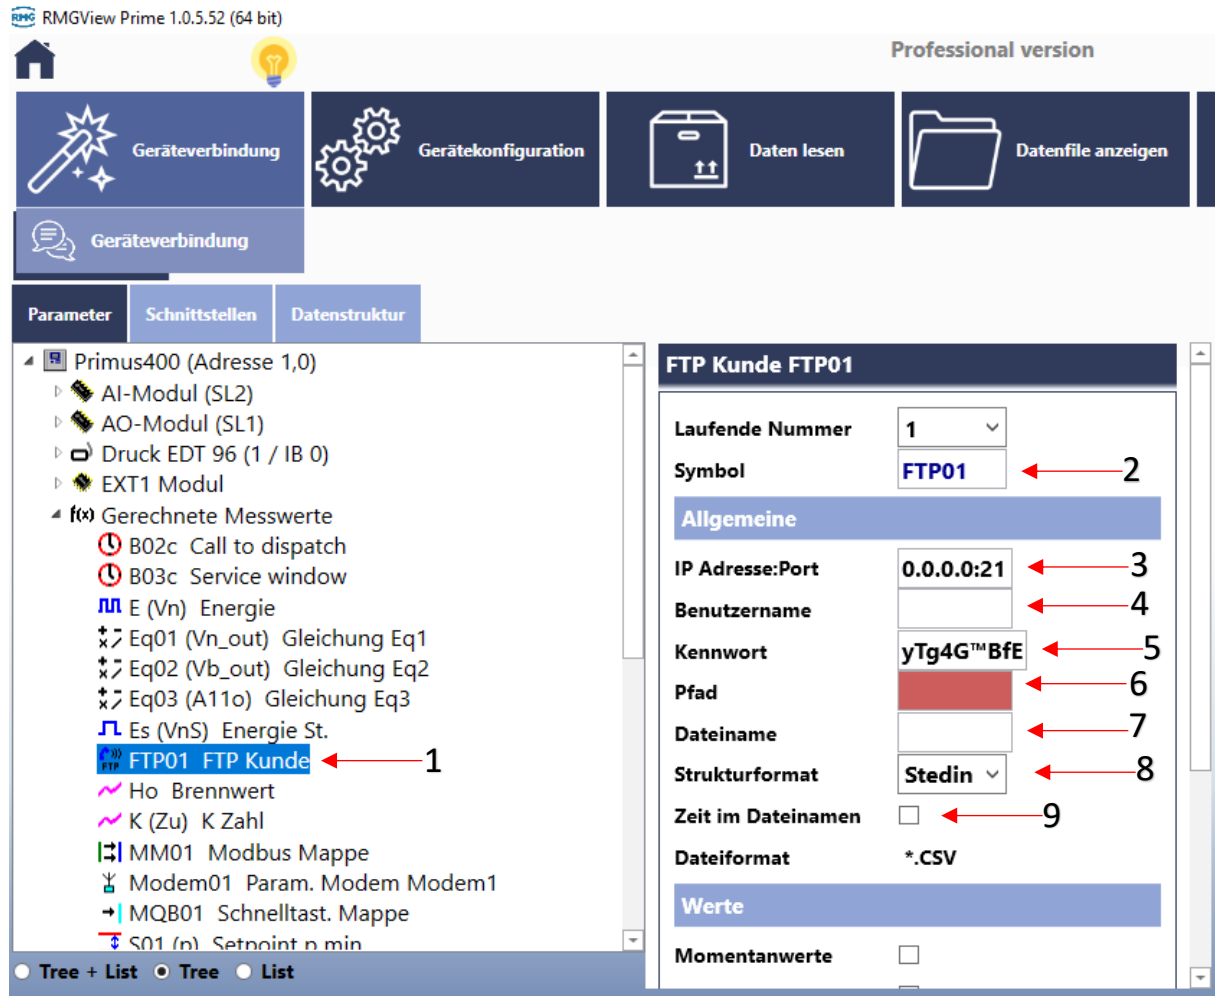 RMG RMGView Prime 1.0.5.52 (64 bit)
Professional version
Geräteverbindung
Gerätekonfiguration
Daten lesen
Datenfile anzeigen
Geräteverbindung
Parameter
Schnittstellen
Datenstruktur
Primus400 (Adresse 1,0)
AI-Modul (SL2)
AO-Modul (SL1)
Druck EDT 96 (1 / IB 0)
EXT1 Modul
f(x) Gerechnete Messwerte
B02c Call to dispatch
B03c Service window
E (Vn) Energie
Eq01 (Vn_out) Gleichung Eq1
Eq02 (Vb_out) Gleichung Eq2
Eq03 (A11o) Gleichung Eq3
Es (VnS) Energie St.
FTP FTP01 FTP Kunde 1
Ho Brennwert
K (Zu) K Zahl
MM01 Modbus Mappe
Modem01 Param. Modem Modem1
MQB01 Schnelltast. Mappe
S01 (p) Setpoint p min
Tree + List Tree List
FTP Kunde FTP01
Laufende Nummer 1
Symbol FTP01 2
Allgemeine
IP Adresse:Port 0.0.0.0:21 3
Benutzername 4
Kennwort yTg4G™BfE 5
Pfad 6
Dateiname 7
Strukturformat Stedin 8
Zeit im Dateinamen 9
Dateiformat *.CSV
Werte
Momentanwerte